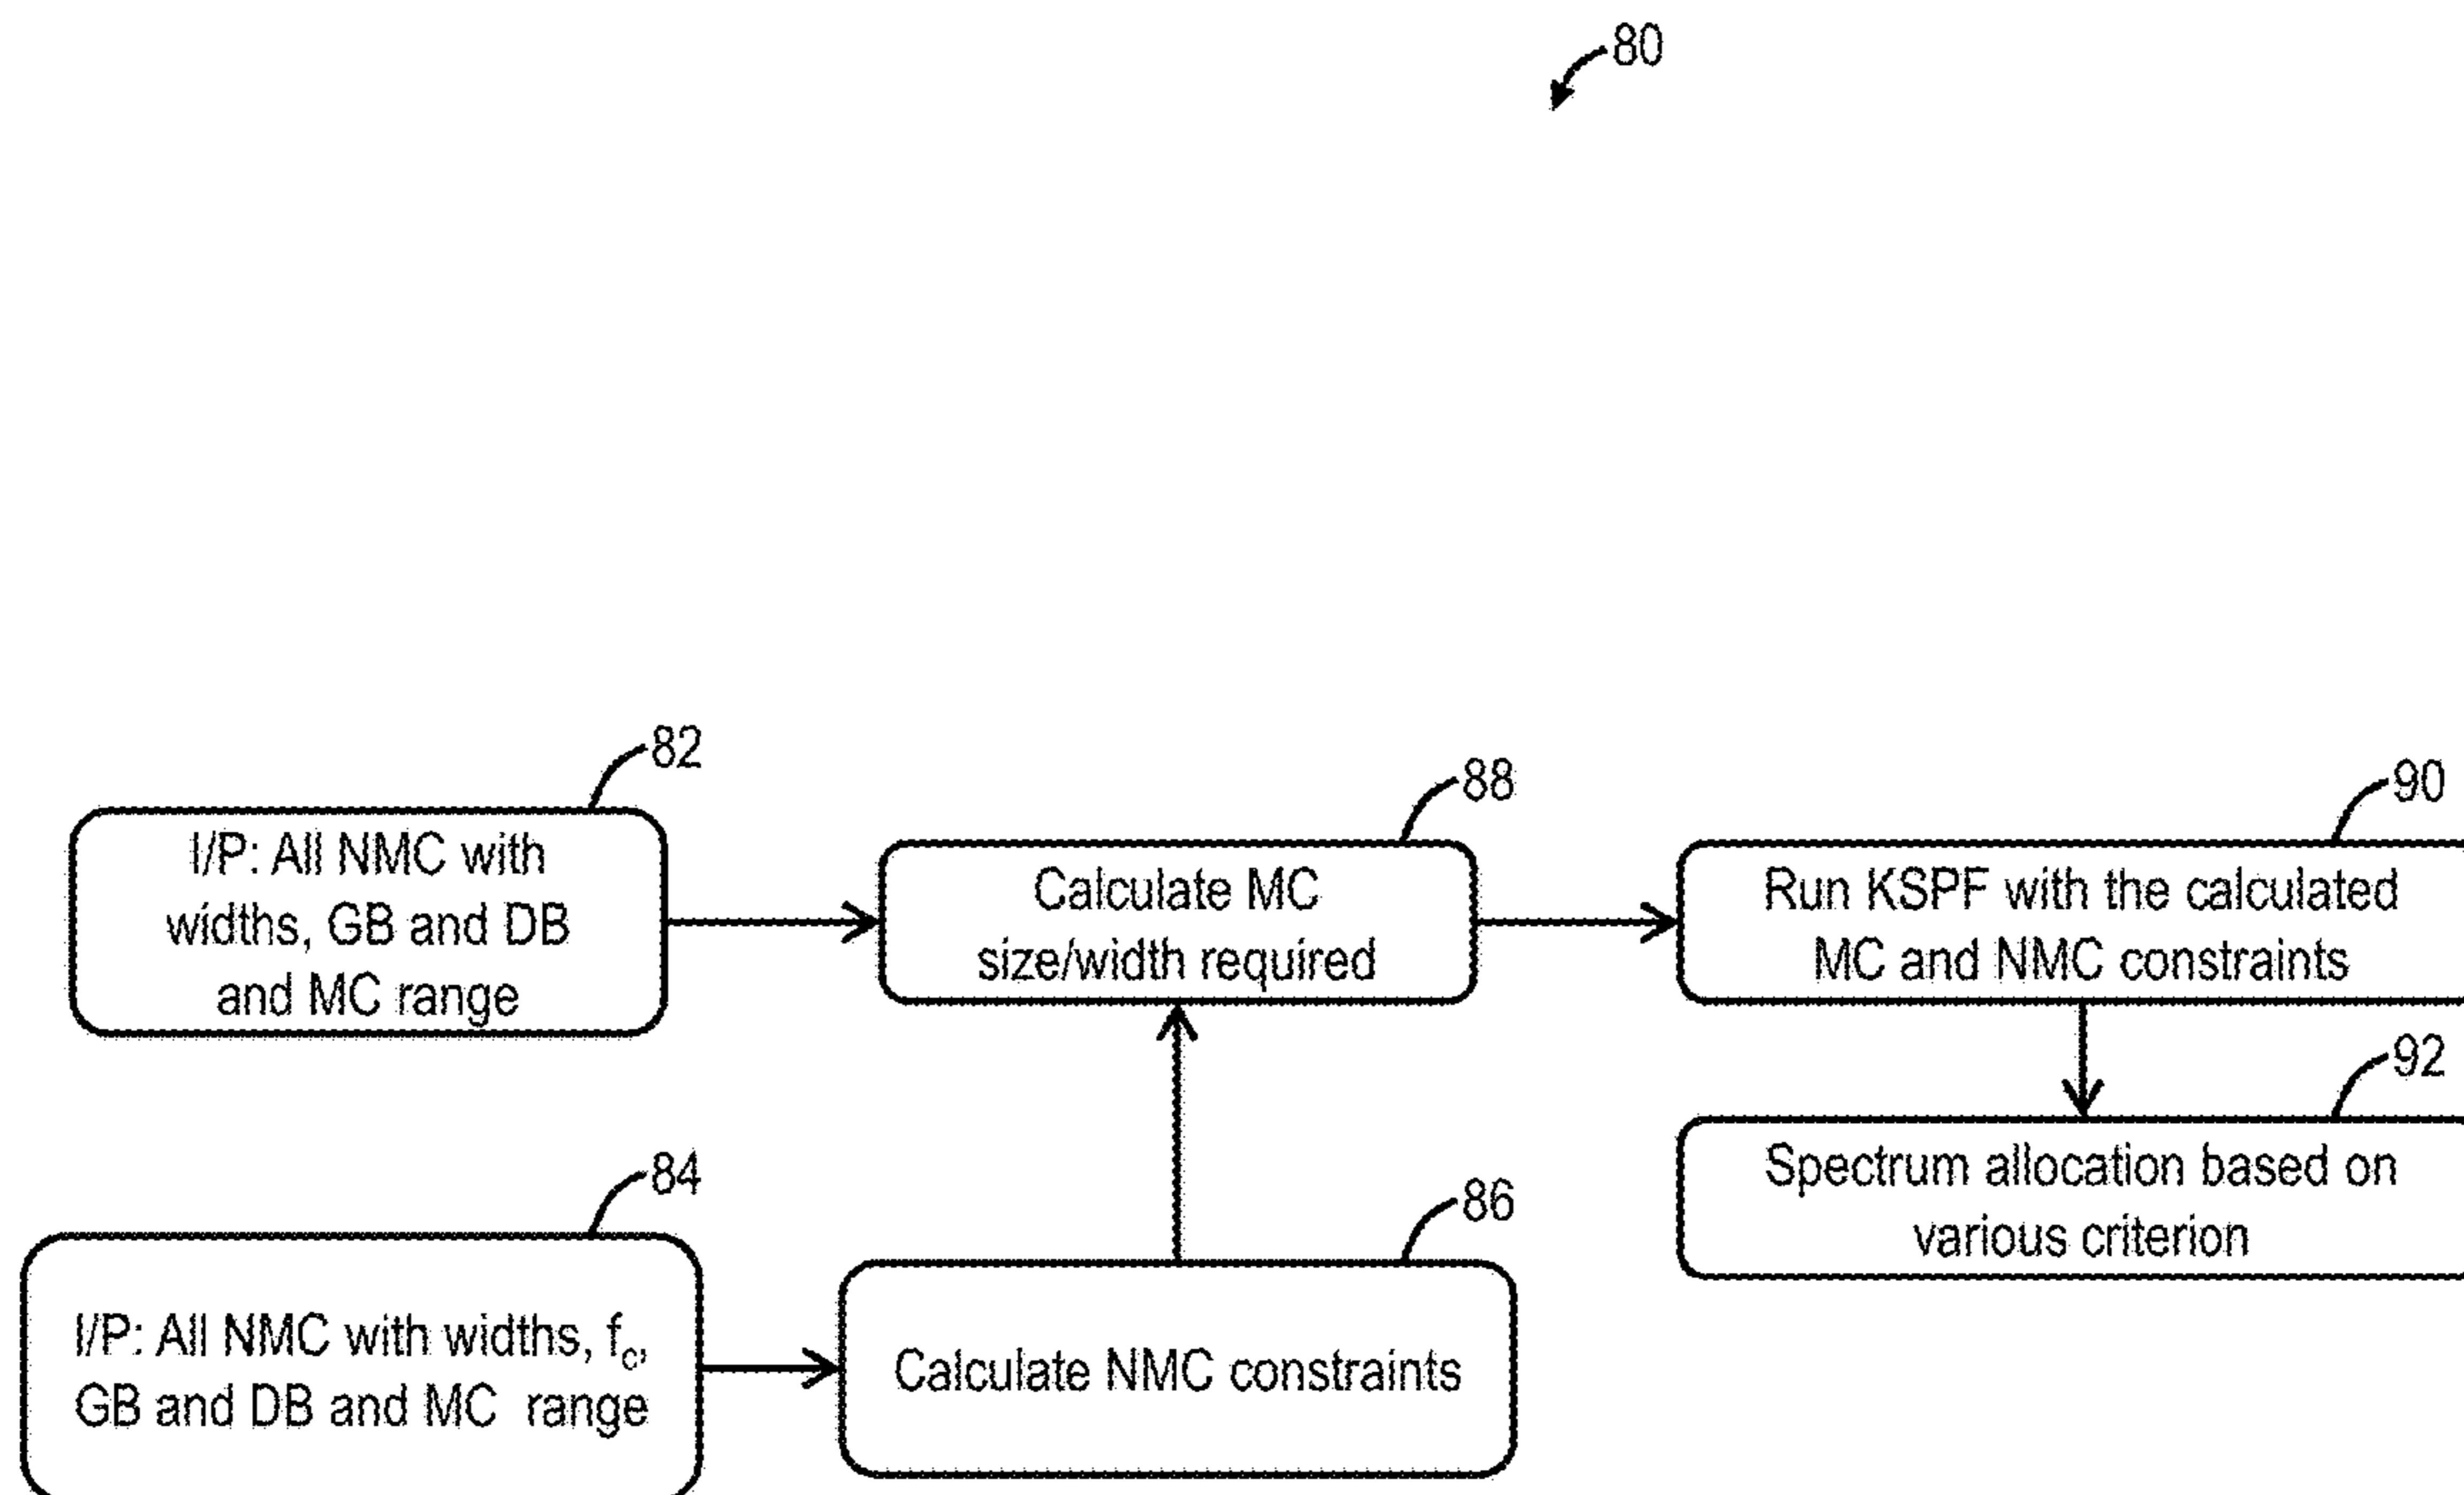 80
82
I/P: All NMC with
widths, GB and DB
and MC range
88
Calculate MC
size/width required
90
Run KSPF with the calculated
MC and NMC constraints
92
Spectrum allocation based on
various criterion
84
I/P: All NMC with widths, fc,
GB and DB and MC range
86
Calculate NMC constraints